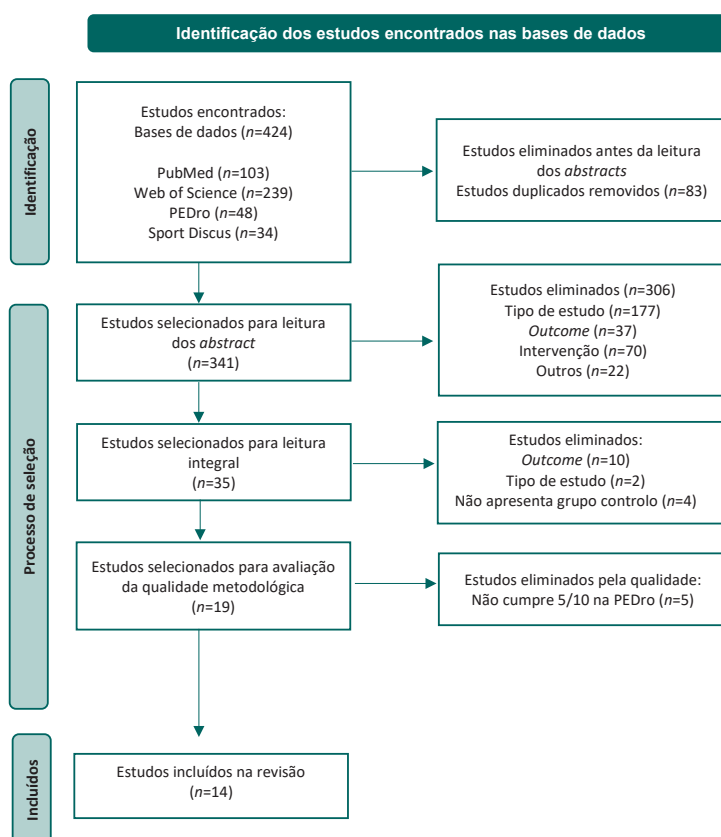 Identificação dos estudos encontrados nas bases de dados
Identificação
Estudos encontrados:
Bases de dados (n=424)
PubMed (n=103)
Web of Science (n=239)
PEDro (n=48)
Sport Discus (n=34)
Estudos eliminados antes da leitura
dos abstracts
Estudos duplicados removidos (n=83)
Processo de seleção
Estudos selecionados para leitura
dos abstract
(n=341)
Estudos eliminados (n=306)
Tipo de estudo (n=177)
Outcome (n=37)
Intervenção (n=70)
Outros (n=22)
Estudos selecionados para leitura
integral
(n=35)
Estudos eliminados:
Outcome (n=10)
Tipo de estudo (n=2)
Não apresenta grupo controlo (n=4)
Estudos selecionados para avaliação
da qualidade metodológica
(n=19)
Estudos eliminados pela qualidade:
Não cumpre 5/10 na PEDro (n=5)
Incluídos
Estudos incluídos na revisão
(n=14)